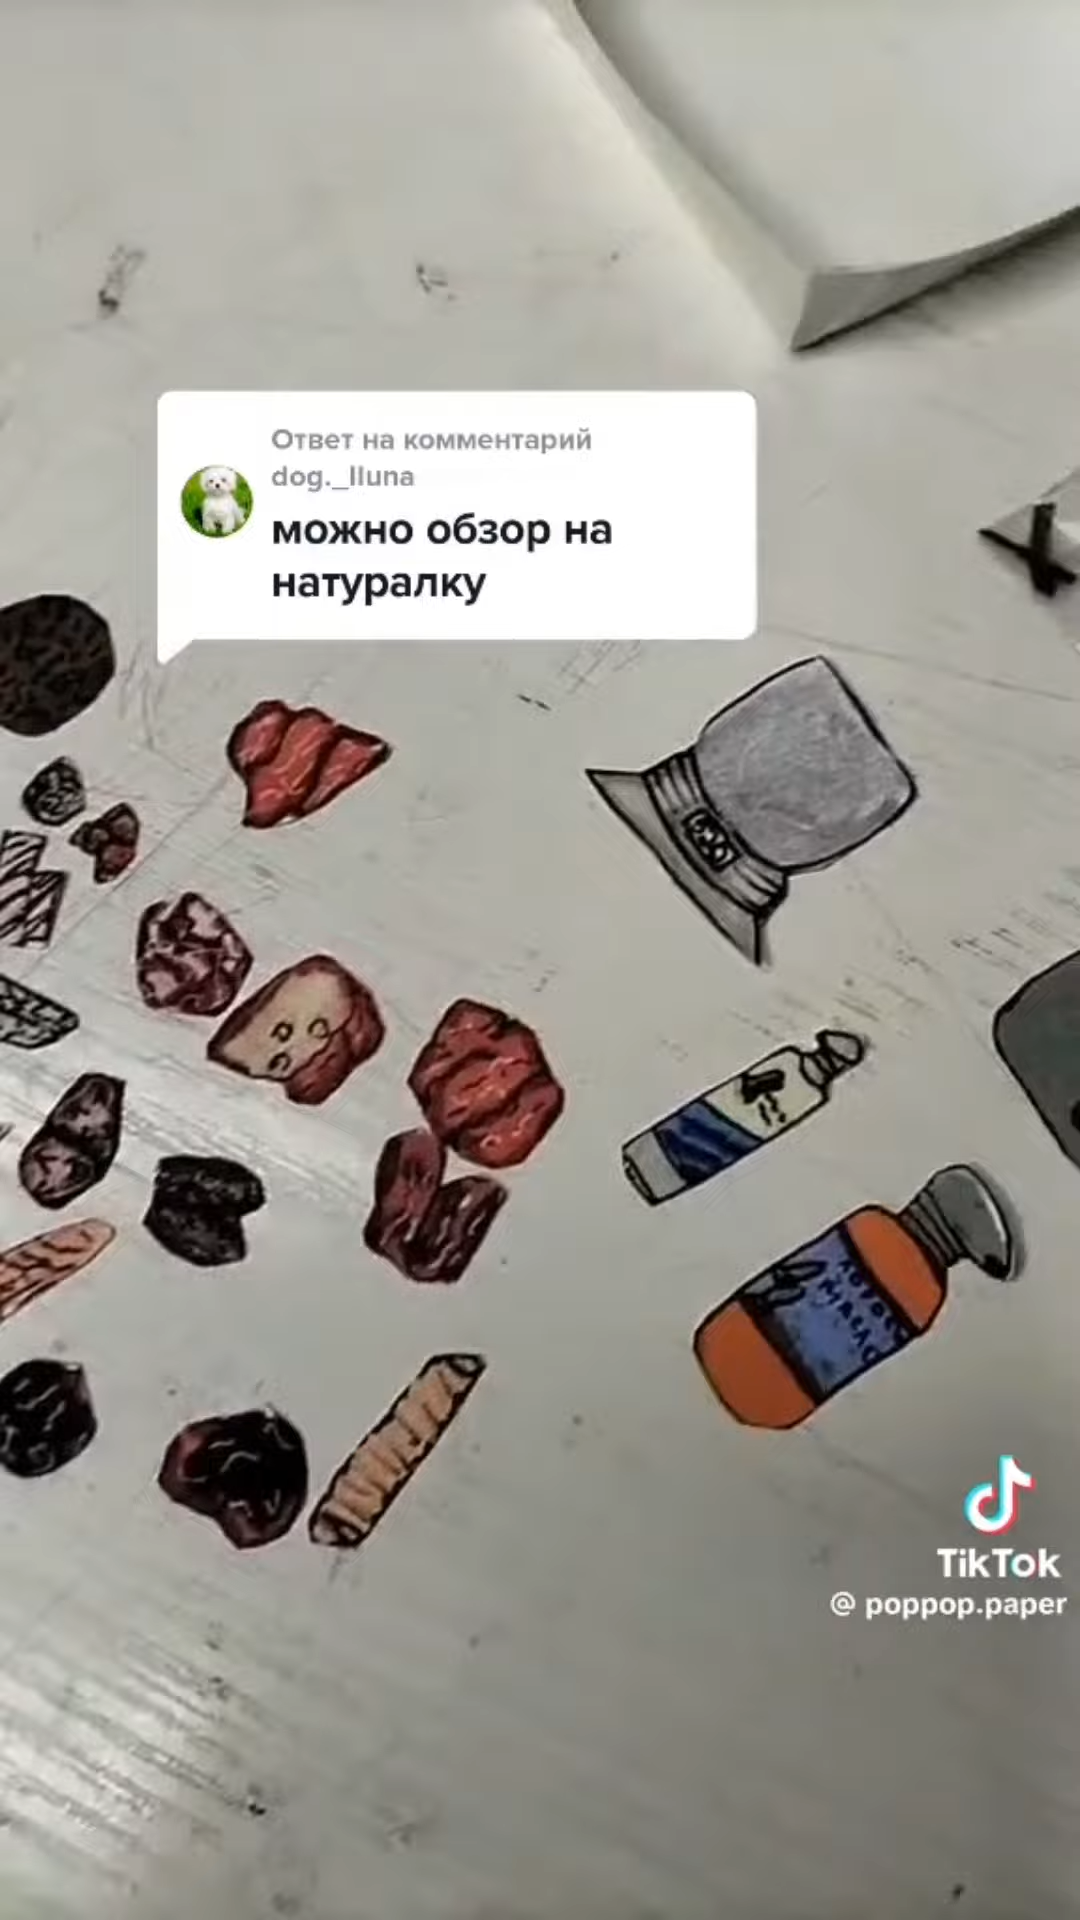 Ответ на комментарий
dog._lluna
можно обзор на
натуралку
TikTok
@ poppop.paper